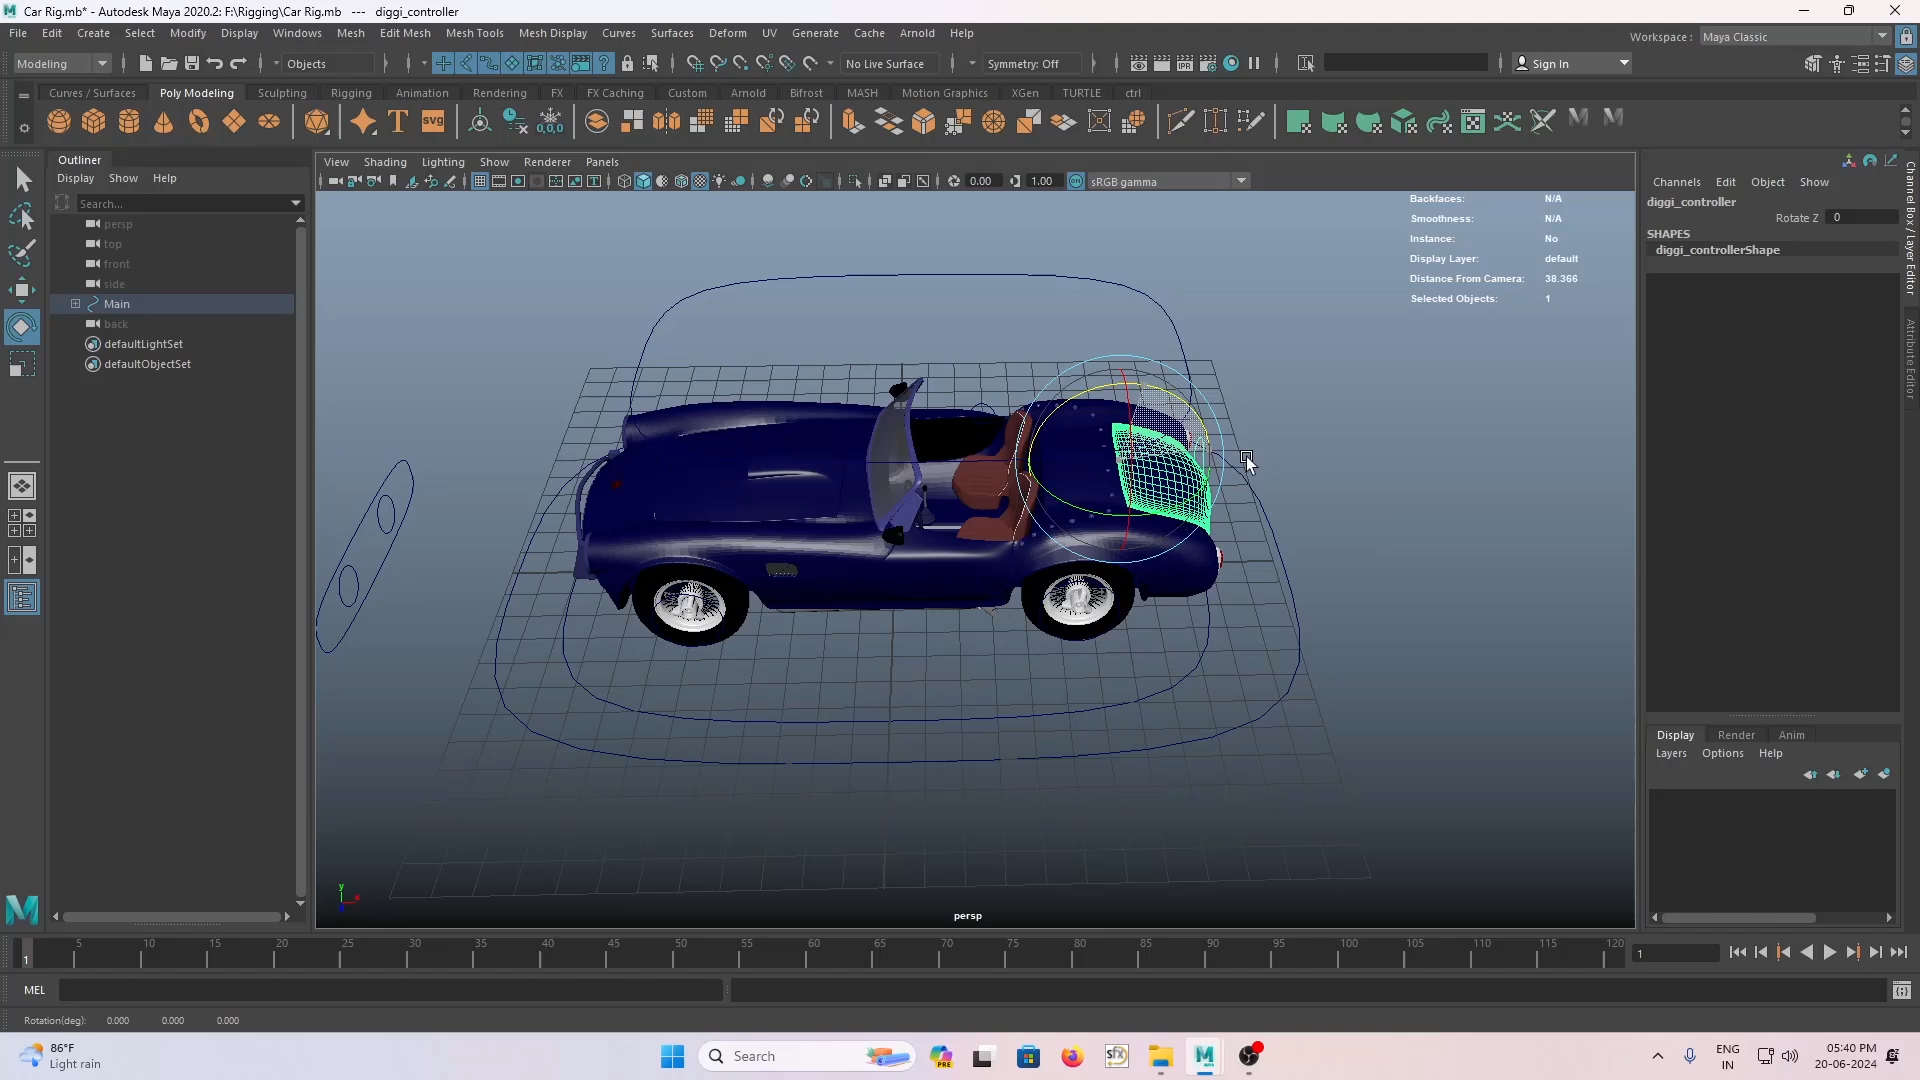 Car Rig.mb* - Autodesk Maya 2020.2: F:\Rigging\Car Rig.mb --- diggi_controller
File Edit Create Select Modify Display Windows Mesh Edit Mesh Mesh Tools Mesh Display Curves Surfaces Deform UV Generate Cache Arnold Help
Workspace : Maya Classic
Modeling Objects No Live Surface Symmetry: Off Sign In
Curves / Surfaces Poly Modeling Sculpting Rigging Animation Rendering FX FX Caching Custom Arnold Bifrost MASH Motion Graphics XGen TURTLE ctrl
Outliner
Display Show Help
Search...
persp
top
front
side
Main
back
defaultLightSet
defaultObjectSet
View Shading Lighting Show Renderer Panels
0.00 1.00 ON sRGB gamma
Backfaces: N/A
Smoothness: N/A
Instance: No
Display Layer: default
Distance From Camera: 38.366
Selected Objects: 1
persp
Channels Edit Object Show
diggi_controller
Rotate Z 0
SHAPES
diggi_controllerShape
Channel Box / Layer Editor
Attribute Editor
Display Render Anim
Layers Options Help
5 10 15 20 25 30 35 40 45 50 55 60 65 70 75 80 85 90 95 100 105 110 115 120
1
1
MEL
Rotation(deg): 0.000 0.000 0.000
86°F
Light rain
Search
ENG
IN
05:40 PM
20-06-2024